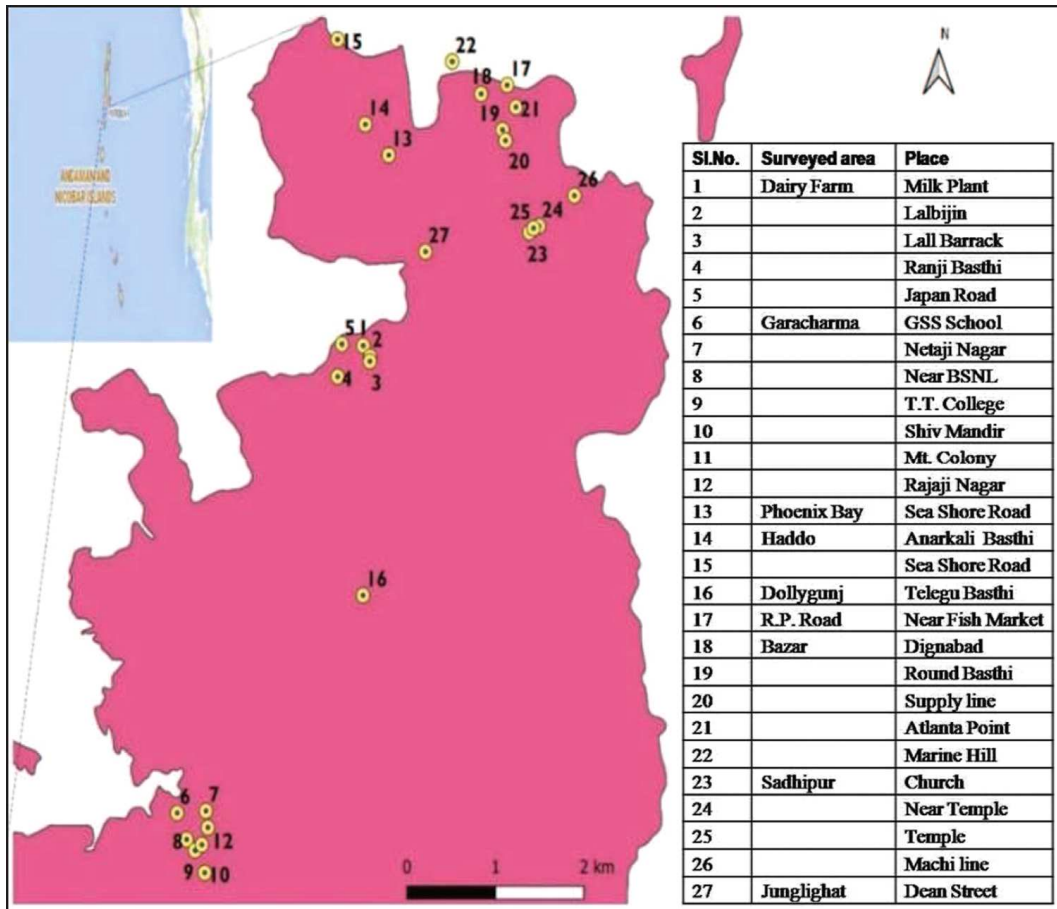 ANDAMAN AND
NICOBAR ISLANDS
N
15
22
17
18
14
21
19
13
20
26
25
24
27
23
5
1
2
4
3
16
6
7
8
12
9
10
0
1
2 km
Sl.No. Surveyed area Place
1 Dairy Farm Milk Plant
2 Lalbijin
3 Lall Barrack
4 Ranji Basthi
5 Japan Road
6 Garacharma GSS School
7 Netaji Nagar
8 Near BSNL
9 T.T. College
10 Shiv Mandir
11 Mt. Colony
12 Rajaji Nagar
13 Phoenix Bay Sea Shore Road
14 Haddo Anarkali Basthi
15 Sea Shore Road
16 Dollygunj Telegu Basthi
17 R.P. Road Near Fish Market
18 Bazar Dignabad
19 Round Basthi
20 Supply line
21 Atlanta Point
22 Marine Hill
23 Sadhipur Church
24 Near Temple
25 Temple
26 Machi line
27 Junglighat Dean Street